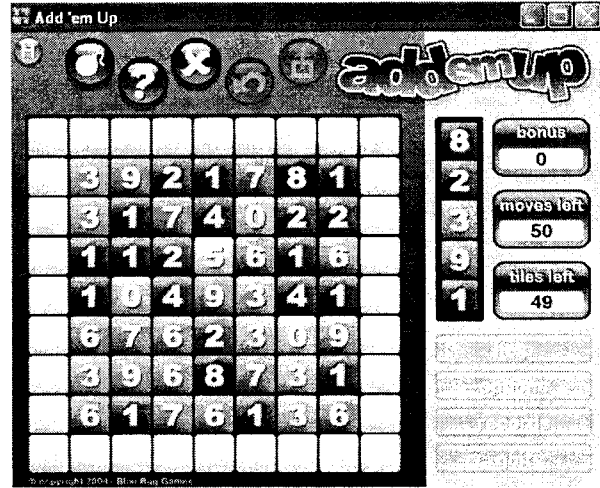 Add 'em Up
?
X
addemup
3 9 2 1 7 8 1
3 1 7 4 0 2 2
1 1 2 5 6 1 6
1 0 4 9 3 4 1
6 7 6 2 3 0 9
3 9 6 8 7 3 1
6 1 7 6 1 3 6
8
2
3
9
1
bonus
0
moves left
50
tiles left
49
© copyright 2004 - Blue Bug Games